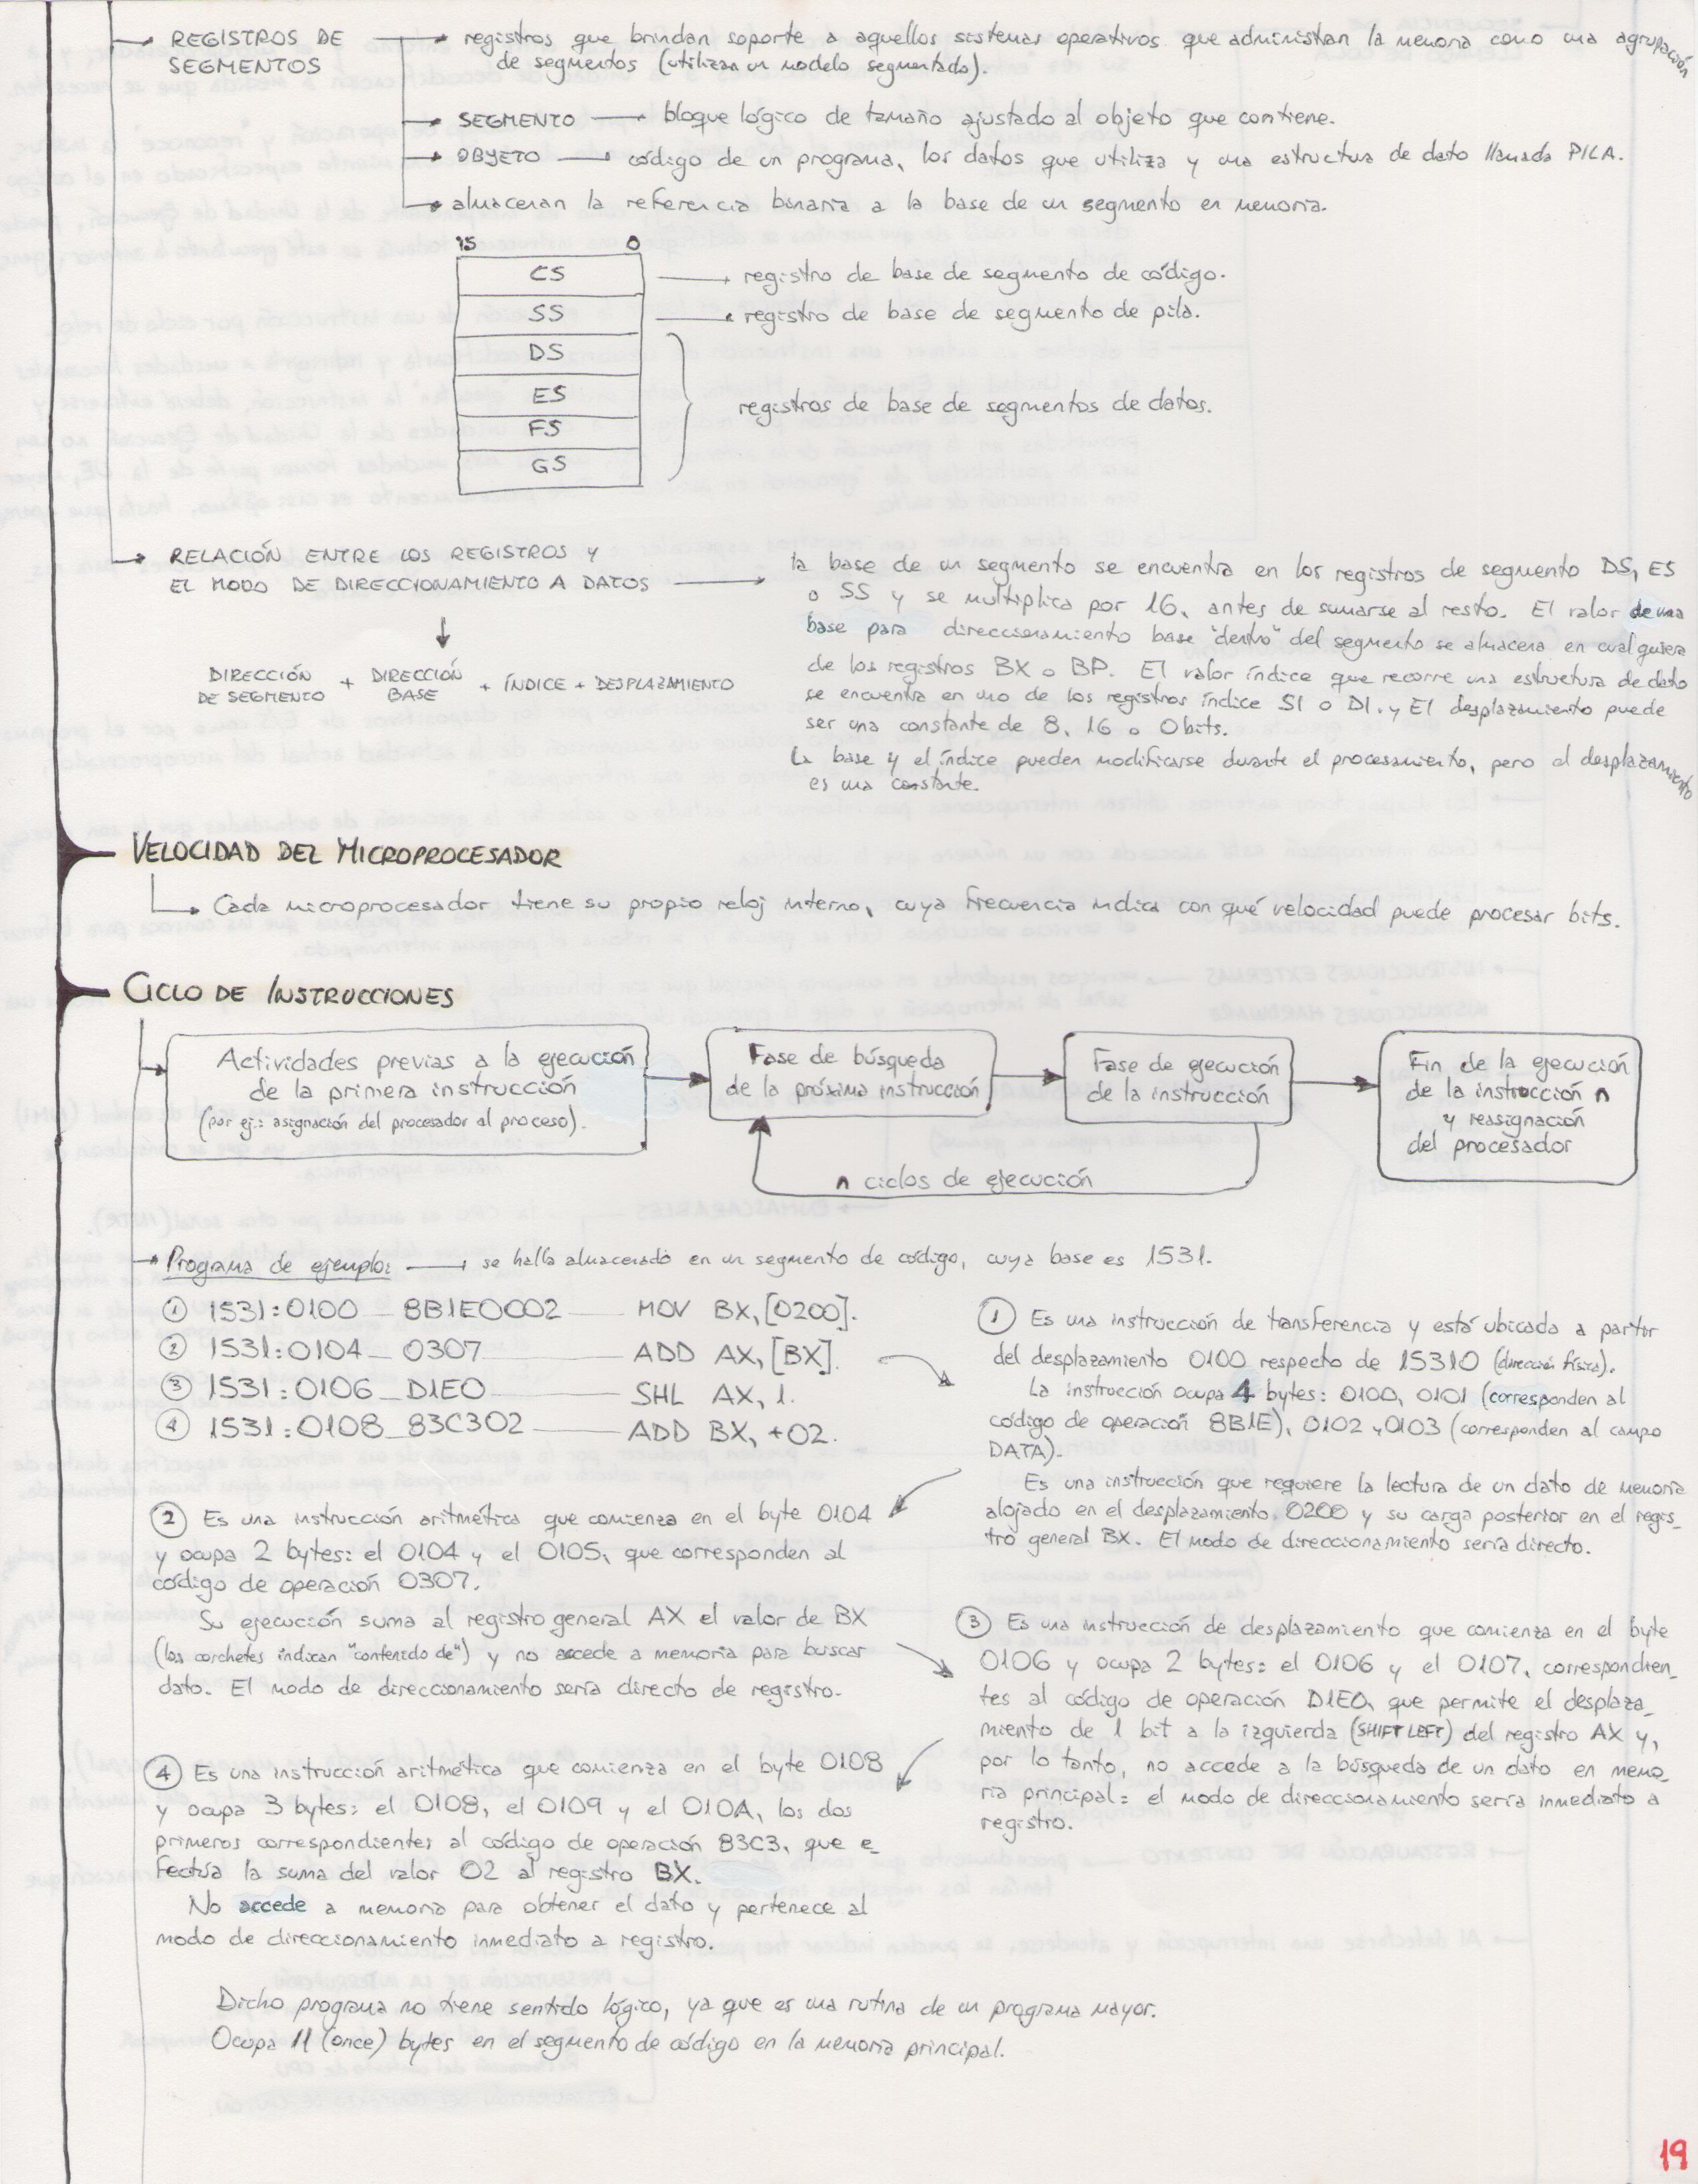 REGISTROS DE
SEGMENTOS
registros que brindan soporte a aquellos sistemas operativos que administran la memoria como una agrupación
de segmentos (utilizan un modelo segmentado).
SEGMENTO
bloque lógico de tamaño ajustado al objeto que contiene.
OBJETO
código de un programa, los datos que utiliza y una estructura de dato llamada PILA.
almacenan la referencia binaria a la base de un segmento en memoria.
15 0
CS
registro de base de segmento de código.
SS
registro de base de segmento de pila.
DS
ES
FS
GS
registros de base de segmentos de datos.
RELACIÓN ENTRE LOS REGISTROS Y
EL MODO DE DIRECCIONAMIENTO A DATOS
DIRECCIÓN DE SEGMENTO + DIRECCIÓN BASE + ÍNDICE + DESPLAZAMIENTO
la base de un segmento se encuentra en los registros de segmento DS, ES
o SS y se multiplica por 16, antes de sumarse al resto. El valor de una
base para direccionamiento base "dentro" del segmento se almacena en cualquiera
de los registros BX o BP. El valor índice que recorre una estructura de dato
se encuentra en uno de los registros índice SI o DI. y El desplazamiento puede
ser una constante de 8, 16 o 0 bits.
La base y el índice pueden modificarse durante el procesamiento, pero el desplazamiento
es una constante.
VELOCIDAD DEL MICROPROCESADOR
Cada microprocesador tiene su propio reloj interno, cuya frecuencia indica con qué velocidad puede procesar bits.
CICLO DE INSTRUCCIONES
Actividades previas a la ejecución
de la primera instrucción
(por ej.: asignación del procesador al proceso).
Fase de búsqueda
de la próxima instrucción
Fase de ejecución
de la instrucción
Fin de la ejecución
de la instrucción n
y reasignación
del procesador
n ciclos de ejecución
Programa de ejemplo:
se halla almacenado en un segmento de código, cuya base es 1531.
① 1531:0100 8B1E0002 MOV BX,[0200].
② 1531:0104 0307 ADD AX,[BX].
③ 1531:0106 D1E0 SHL AX, 1.
④ 1531:0108 83C302 ADD BX, +02.
① Es una instrucción de transferencia y está ubicada a partir
del desplazamiento 0100 respecto de 15310 (dirección física).
La instrucción ocupa 4 bytes: 0100, 0101 (corresponden al
código de operación 8B1E), 0102 y 0103 (corresponden al campo
DATA).
Es una instrucción que requiere la lectura de un dato de memoria
alojado en el desplazamiento 0200 y su carga posterior en el regis_
tro general BX. El modo de direccionamiento sería directo.
② Es una instrucción aritmética que comienza en el byte 0104
y ocupa 2 bytes: el 0104 y el 0105, que corresponden al
código de operación 0307.
Su ejecución suma al registro general AX el valor de BX
(los corchetes indican "contenido de") y no accede a memoria para buscar
dato. El modo de direccionamiento sería directo de registro.
③ Es una instrucción de desplazamiento que comienza en el byte
0106 y ocupa 2 bytes: el 0106 y el 0107, correspondien_
tes al código de operación D1E0, que permite el desplaza_
miento de 1 bit a la izquierda (SHIFT LEFT) del registro AX y,
por lo tanto, no accede a la búsqueda de un dato en memo_
ria principal: el modo de direccionamiento sería inmediato a
registro.
④ Es una instrucción aritmética que comienza en el byte 0108
y ocupa 3 bytes: el 0108, el 0109 y el 010A, los dos
primeros correspondientes al código de operación 83C3, que e_
fectúa la suma del valor 02 al registro BX.
No accede a memoria para obtener el dato y pertenece al
modo de direccionamiento inmediato a registro.
Dicho programa no tiene sentido lógico, ya que es una rutina de un programa mayor.
Ocupa 11 (once) bytes en el segmento de código en la memoria principal.
19